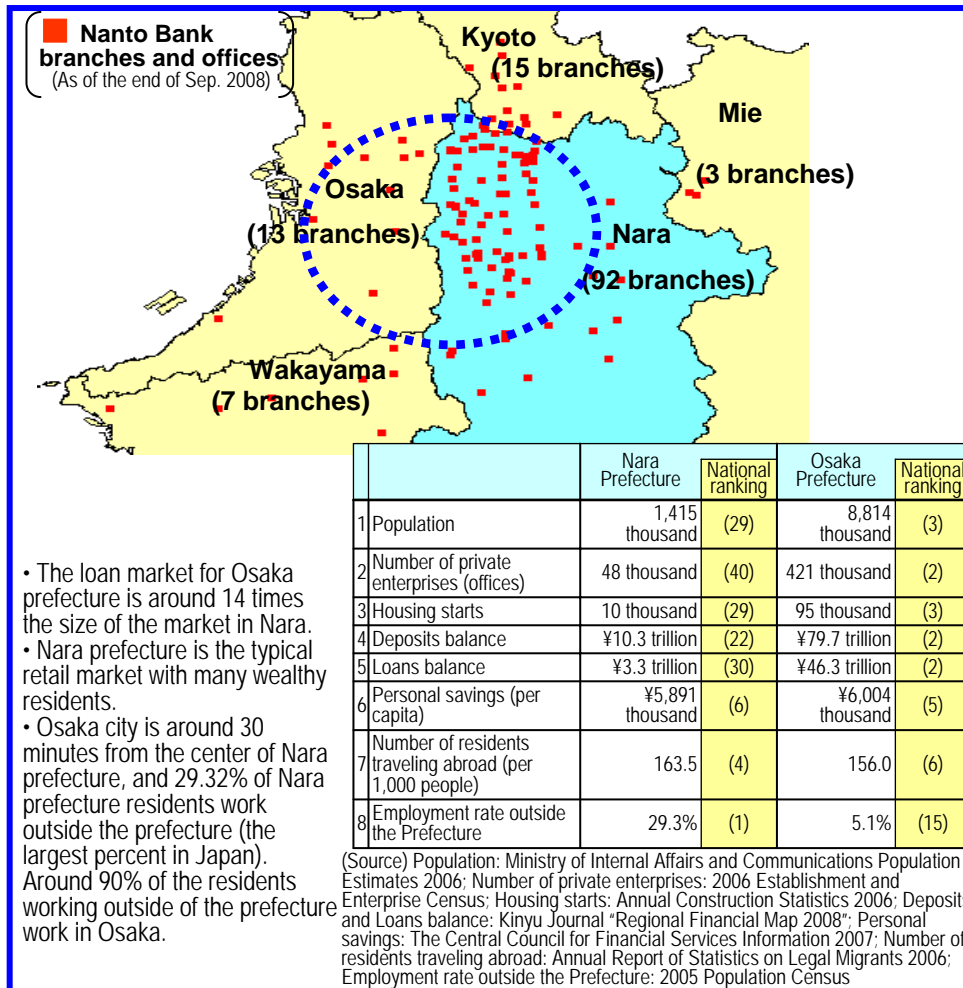 Nanto Bank
branches and offices
(As of the end of Sep. 2008)
Kyoto
(15 branches)
Mie
(3 branches)
Osaka
(13 branches)
Nara
(92 branches)
Wakayama
(7 branches)
Nara Prefecture | National ranking | Osaka Prefecture | National ranking
1 Population 1,415 thousand (29) 8,814 thousand (3)
2 Number of private enterprises (offices) 48 thousand (40) 421 thousand (2)
3 Housing starts 10 thousand (29) 95 thousand (3)
4 Deposits balance ¥10.3 trillion (22) ¥79.7 trillion (2)
5 Loans balance ¥3.3 trillion (30) ¥46.3 trillion (2)
6 Personal savings (per capita) ¥5,891 thousand (6) ¥6,004 thousand (5)
7 Number of residents traveling abroad (per 1,000 people) 163.5 (4) 156.0 (6)
8 Employment rate outside the Prefecture 29.3% (1) 5.1% (15)
• The loan market for Osaka
prefecture is around 14 times
the size of the market in Nara.
• Nara prefecture is the typical
retail market with many wealthy
residents.
• Osaka city is around 30
minutes from the center of Nara
prefecture, and 29.32% of Nara
prefecture residents work
outside the prefecture (the
largest percent in Japan).
Around 90% of the residents
working outside of the prefecture
work in Osaka.
(Source) Population: Ministry of Internal Affairs and Communications Population
Estimates 2006; Number of private enterprises: 2006 Establishment and
Enterprise Census; Housing starts: Annual Construction Statistics 2006; Deposit
and Loans balance: Kinyu Journal "Regional Financial Map 2008"; Personal
savings: The Central Council for Financial Services Information 2007; Number of
residents traveling abroad: Annual Report of Statistics on Legal Migrants 2006;
Employment rate outside the Prefecture: 2005 Population Census